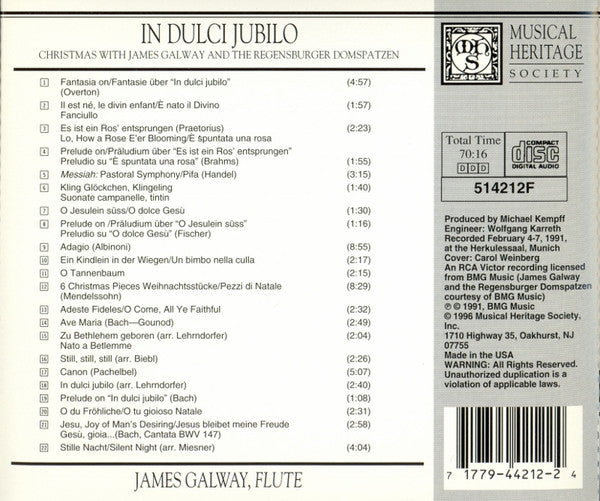 IN DULCI JUBILO
CHRISTMAS WITH JAMES GALWAY AND THE REGENSBURGER DOMSPATZEN
1 Fantasia on/Fantasie über "In dulci jubilo" (4:57)
(Overton)
2 Il est né, le divin enfant/È nato il Divino (1:57)
Fanciullo
3 Es ist ein Ros' entsprungen (Praetorius) (2:23)
Lo, How a Rose E'er Blooming/È spuntata una rosa
4 Prelude on/Präludium über "Es ist ein Ros' entsprungen"
Preludio su "È spuntata una rosa" (Brahms) (1:55)
5 Messiah: Pastoral Symphony/Pifa (Handel) (3:15)
6 Kling Glöckchen, Klingeling (1:40)
Suonate campanelle, tintin
7 O Jesulein süss/O dolce Gesù (1:30)
8 Prelude on /Präludium über "O Jesulein süss" (1:16)
Preludio su "O dolce Gesù" (Fischer)
9 Adagio (Albinoni) (8:55)
10 Ein Kindlein in der Wiegen/Un bimbo nella culla (2:17)
11 O Tannenbaum (2:15)
12 6 Christmas Pieces Weihnachtsstücke/Pezzi di Natale (8:29)
(Mendelssohn)
13 Adeste Fideles/O Come, All Ye Faithful (2:32)
14 Ave Maria (Bach—Gounod) (2:49)
15 Zu Bethlehem geboren (arr. Lehrndorfer) (2:04)
Nato a Betlemme
16 Still, still, still (arr. Biebl) (2:26)
17 Canon (Pachelbel) (5:07)
18 In dulci jubilo (arr. Lehrmdorfer) (2:40)
19 Prelude on "In dulci jubilo" (Bach) (1:08)
20 O du Fröhliche/O tu gioioso Natale (2:31)
21 Jesu, Joy of Man's Desiring/Jesus bleibet meine Freude (2:58)
Gesù, gioia...(Bach, Cantata BWV 147)
22 Stille Nacht/Silent Night (arr. Miesner) (4:04)
JAMES GALWAY, FLUTE
MHS
MUSICAL
HERITAGE
SOCIETY
Total Time
70:16
DDD
COMPACT
disc
DIGITAL AUDIO
514212F
Produced by Michael Kempff
Engineer: Wolfgang Karreth
Recorded February 4-7, 1991,
at the Herkulessaal, Munich
Cover: Carol Weinberg
An RCA Victor recording licensed
from BMG Music (James Galway
and the Regensburger Domspatzen
courtesy of BMG Music)
℗ © 1991, BMG Music
© 1996 Musical Heritage Society,
Inc.
1710 Highway 35, Oakhurst, NJ
07755
Made in the USA
WARNING: All Rights Reserved.
Unauthorized duplication is a
violation of applicable laws.
7 17794-4212-2 4